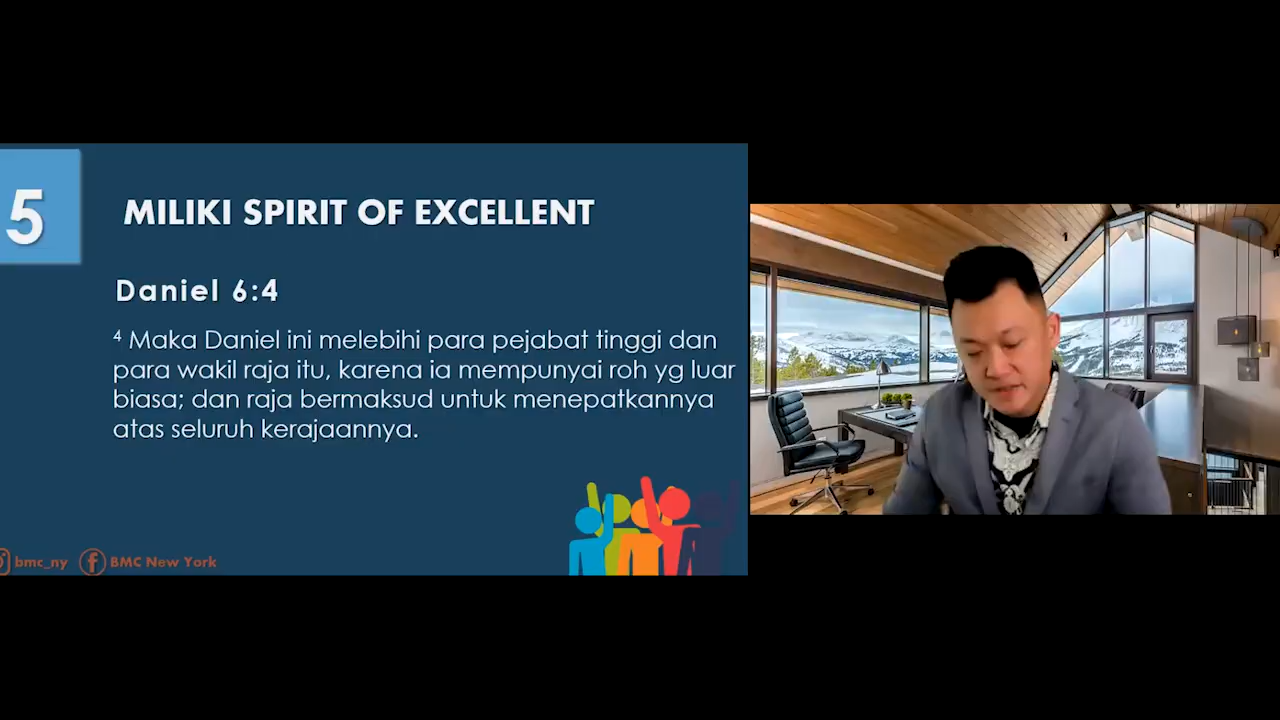 5
MILIKI SPIRIT OF EXCELLENT
Daniel 6:4
4 Maka Daniel ini melebihi para pejabat tinggi dan
para wakil raja itu, karena ia mempunyai roh yg luar
biasa; dan raja bermaksud untuk menepatkannya
atas seluruh kerajaannya.
bmc_ny BMC New York